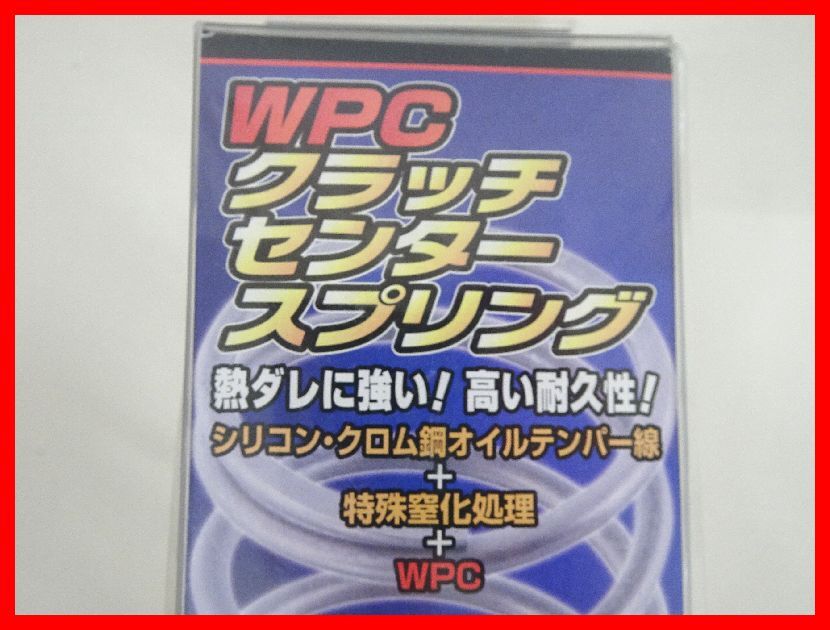 WPC
クラッチ
センター
スプリング
熱ダレに強い! 高い耐久性!
シリコン・クロム鋼オイルテンパー線
+
特殊窒化処理
+
WPC